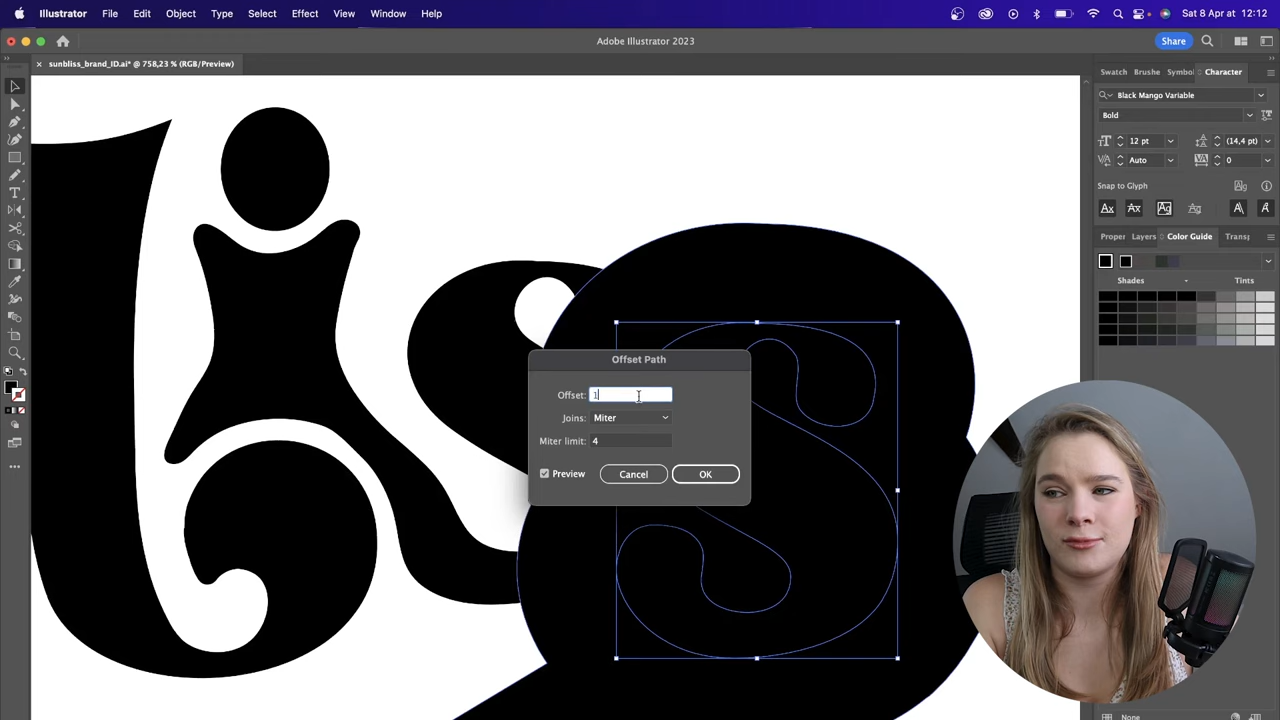 Illustrator File Edit Object Type Select Effect View Window Help Sat 8 Apr at 12:12
Adobe Illustrator 2023
Share
× sunbliss_brand_ID.ai* @ 758,23 % (RGB/Preview)
Swatch Brushe Symbol Character
Black Mango Variable
Bold
12 pt (14,4 pt)
Auto 0
Snap to Glyph
Proper Layers Color Guide Transf
Shades Tints
liss
Offset Path
Offset: 1
Joins: Miter
Miter limit: 4
Preview Cancel OK
None